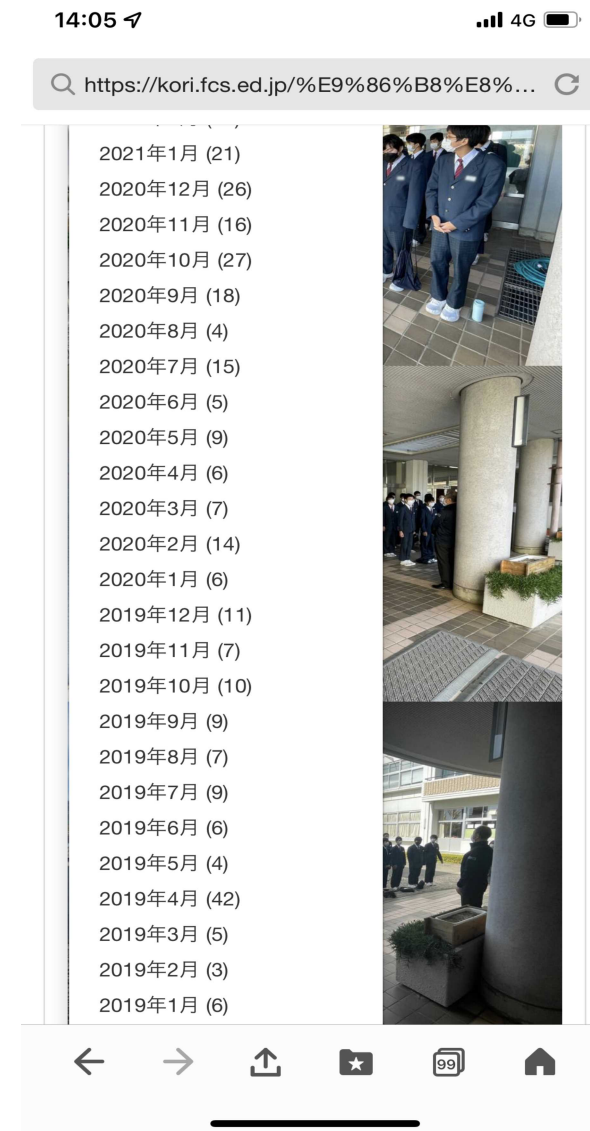 14:05
4G
https://kori.fcs.ed.jp/%E9%86%B8%E8%...
2021年1月 (21)
2020年12月 (26)
2020年11月 (16)
2020年10月 (27)
2020年9月 (18)
2020年8月 (4)
2020年7月 (15)
2020年6月 (5)
2020年5月 (9)
2020年4月 (6)
2020年3月 (7)
2020年2月 (14)
2020年1月 (6)
2019年12月 (11)
2019年11月 (7)
2019年10月 (10)
2019年9月 (9)
2019年8月 (7)
2019年7月 (9)
2019年6月 (6)
2019年5月 (4)
2019年4月 (42)
2019年3月 (5)
2019年2月 (3)
2019年1月 (6)
99